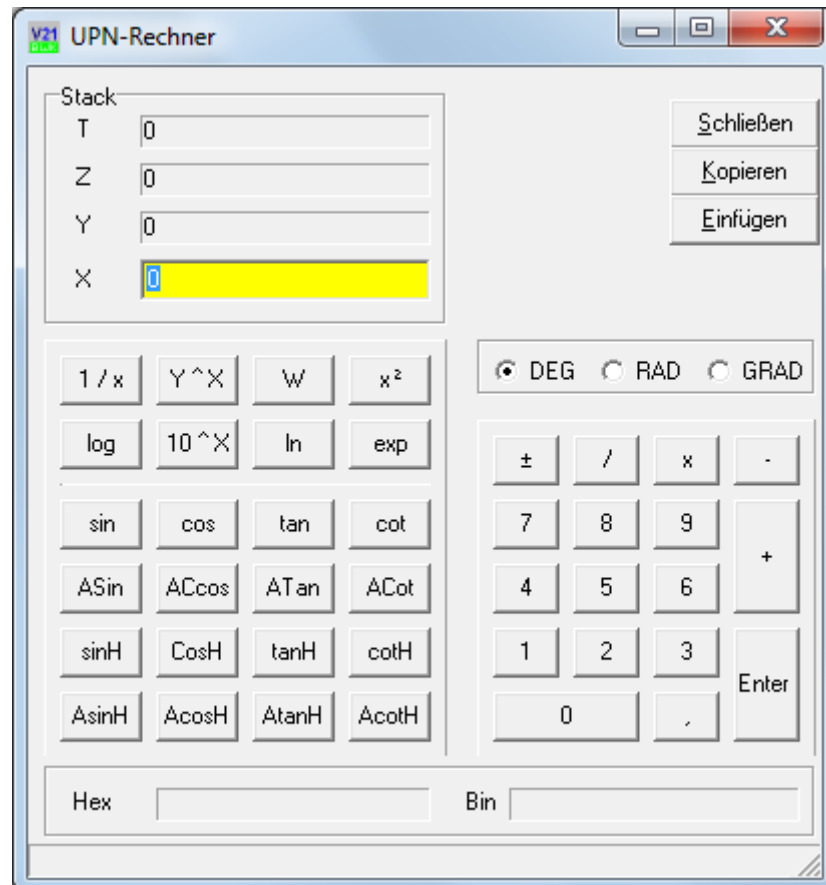 V21 UPN-Rechner
Stack
T 0
Z 0
Y 0
X 0
Schließen
Kopieren
Einfügen
1 / x Y^X W x²
log 10^X ln exp
sin cos tan cot
ASin ACcos ATan ACot
sinH CosH tanH cotH
AsinH AcosH AtanH AcotH
DEG RAD GRAD
± / x -
7 8 9 +
4 5 6
1 2 3 Enter
0 ,
Hex Bin